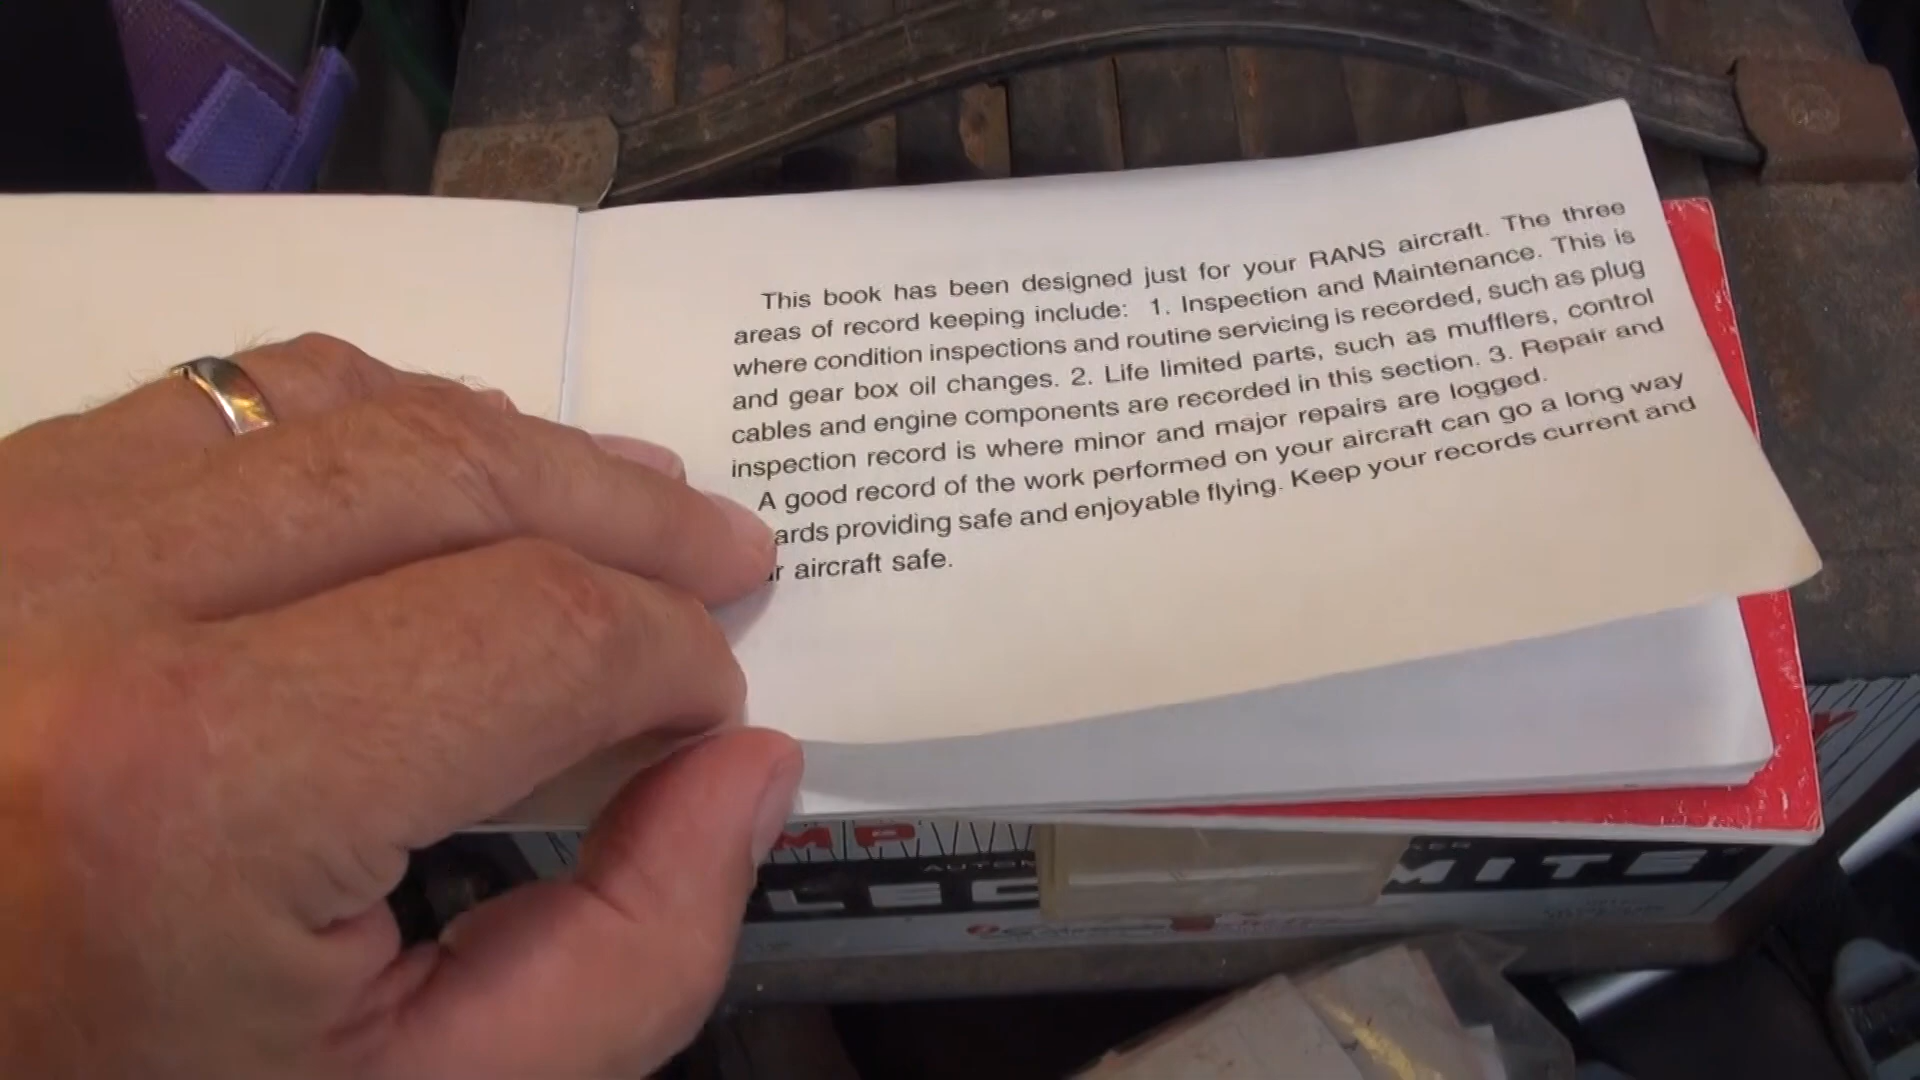 This book has been designed just for your RANS aircraft. The three
areas of record keeping include: 1. Inspection and Maintenance. This is
where condition inspections and routine servicing is recorded, such as plug
and gear box oil changes. 2. Life limited parts, such as mufflers, control
cables and engine components are recorded in this section. 3. Repair and
inspection record is where minor and major repairs are logged.
A good record of the work performed on your aircraft can go a long way
ards providing safe and enjoyable flying. Keep your records current and
r aircraft safe.
MP
LEC MITE